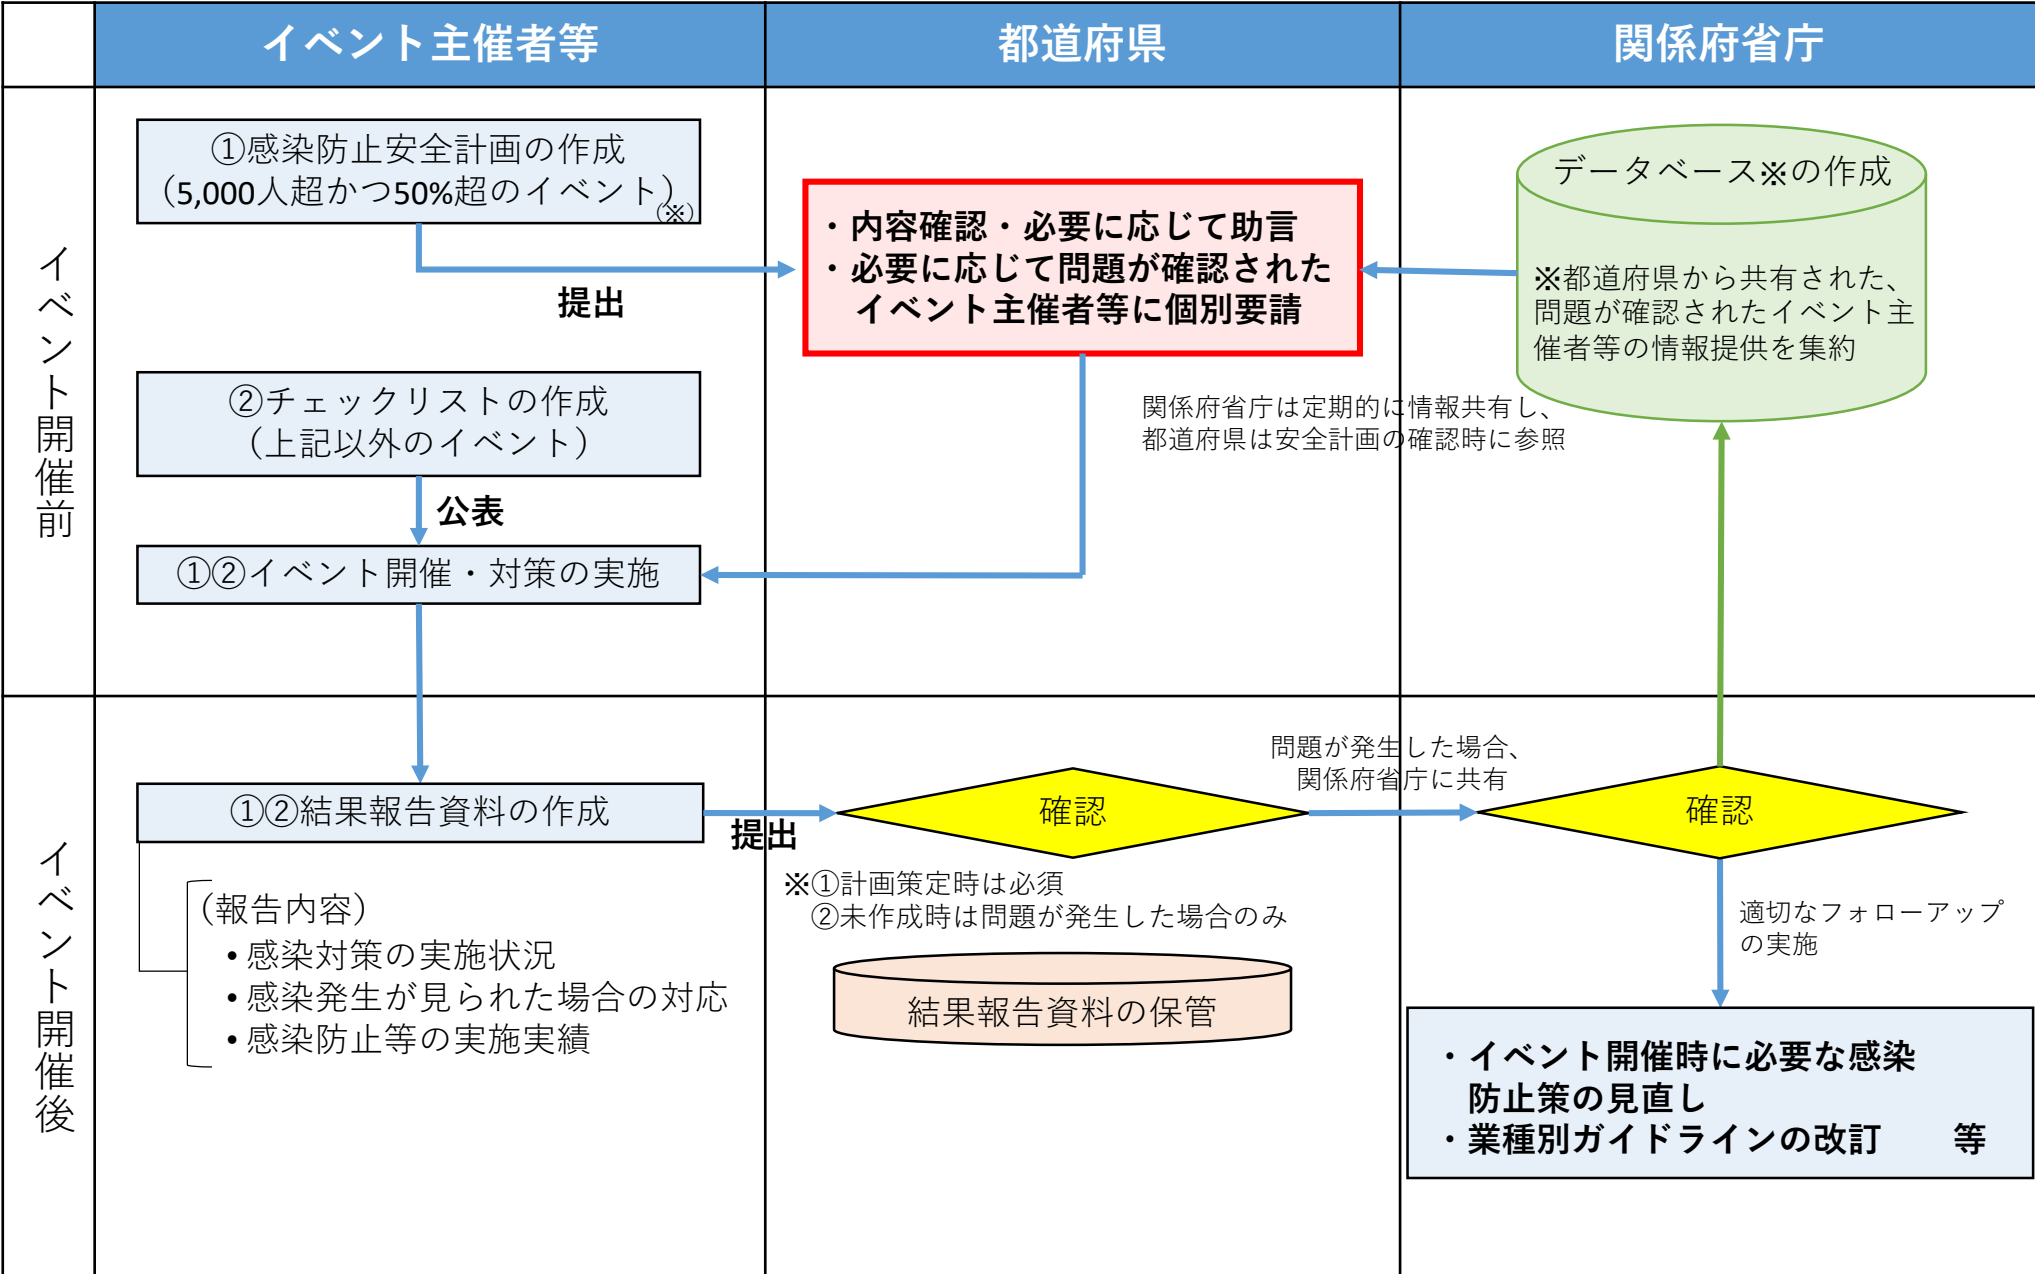 イベント主催者等
都道府県
関係府省庁
イベント開催前
①感染防止安全計画の作成
（5,000人超かつ50%超のイベント）
（※）
提出
②チェックリストの作成
（上記以外のイベント）
公表
①②イベント開催・対策の実施
・内容確認・必要に応じて助言
・必要に応じて問題が確認された
イベント主催者等に個別要請
データベース※の作成
※都道府県から共有された、
問題が確認されたイベント主
催者等の情報提供を集約
関係府省庁は定期的に情報共有し、
都道府県は安全計画の確認時に参照
イベント開催後
①②結果報告資料の作成
提出
（報告内容）
• 感染対策の実施状況
• 感染発生が見られた場合の対応
• 感染防止等の実施実績
確認
※①計画策定時は必須
②未作成時は問題が発生した場合のみ
結果報告資料の保管
問題が発生した場合、
関係府省庁に共有
確認
適切なフォローアップ
の実施
・イベント開催時に必要な感染
防止策の見直し
・業種別ガイドラインの改訂　　等